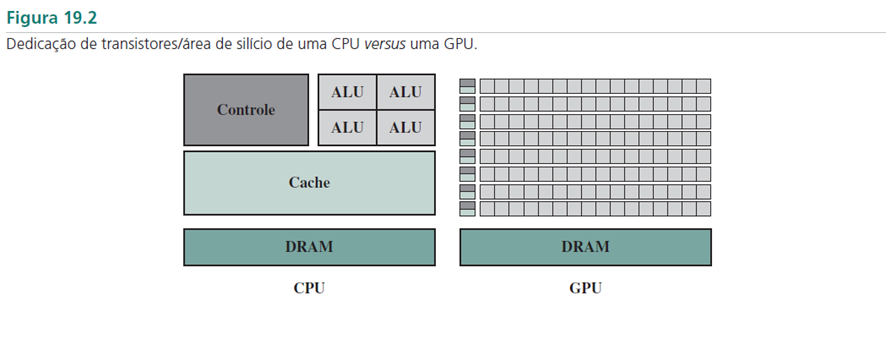 Figura 19.2
Dedicação de transistores/área de silício de uma CPU versus uma GPU.
Controle
ALU ALU
ALU ALU
Cache
DRAM
DRAM
CPU
GPU